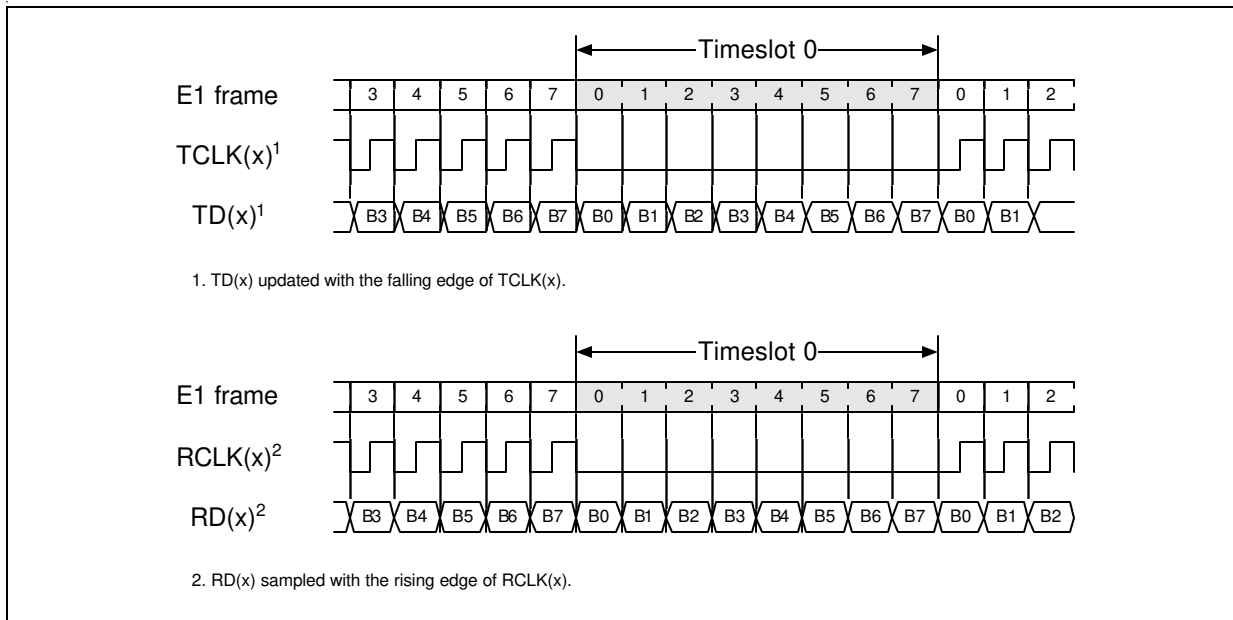 Timeslot 0
E1 frame 3 4 5 6 7 0 1 2 3 4 5 6 7 0 1 2
TCLK(x)1
TD(x)1 B3 B4 B5 B6 B7 B0 B1 B2 B3 B4 B5 B6 B7 B0 B1
1. TD(x) updated with the falling edge of TCLK(x).
Timeslot 0
E1 frame 3 4 5 6 7 0 1 2 3 4 5 6 7 0 1 2
RCLK(x)2
RD(x)2 B3 B4 B5 B6 B7 B0 B1 B2 B3 B4 B5 B6 B7 B0 B1 B2
2. RD(x) sampled with the rising edge of RCLK(x).